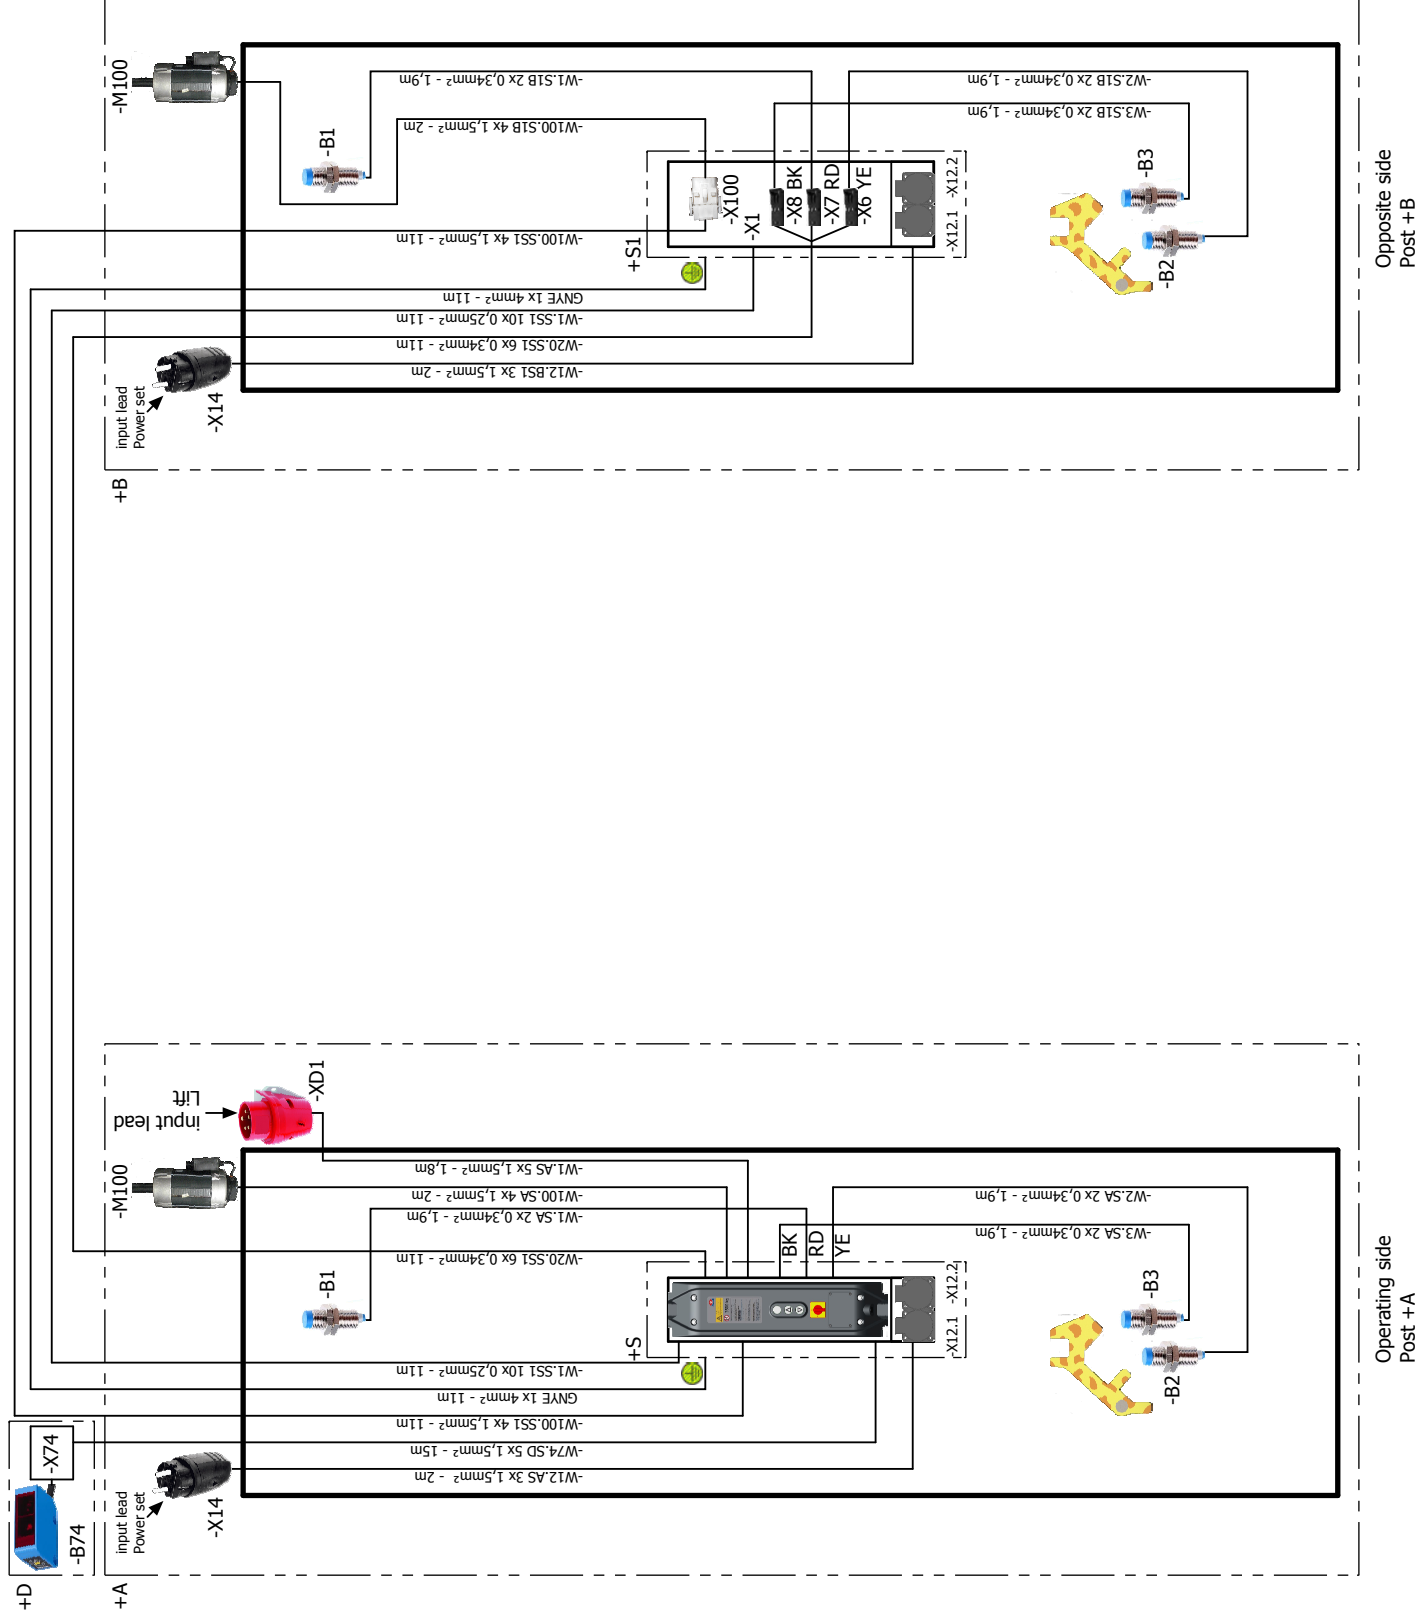 -M100
-B1
-W1.S1B 2x 0,34mm² - 1,9m
-W100.S1B 4x 1,5mm² - 2m
-W2.S1B 2x 0,34mm² - 1,9m
-W3.S1B 2x 0,34mm² - 1,9m
-X100
-X1
-X8 BK
-X7 RD
-X6 YE
-X12.1
-X12.2
+S1
-B3
-B2
Opposite side
Post +B
-W100.SS1 4x 1,5mm² - 11m
GNYE 1x 4mm² - 11m
-W1.SS1 10x 0,25mm² - 11m
-W20.SS1 6x 0,34mm² - 11m
-W12.BS1 3x 1,5mm² - 2m
input lead
Power set
-X14
+B
input lead
Lift
-XD1
-M100
-W1.AS 5x 1,5mm² - 1,8m
-W100.SA 4x 1,5mm² - 2m
-W1.SA 2x 0,34mm² - 1,9m
-W20.SS1 6x 0,34mm² - 11m
-W2.SA 2x 0,34mm² - 1,9m
-W3.SA 2x 0,34mm² - 1,9m
BK
RD
YE
-B1
+S
-X12.1
-X12.2
-B3
-B2
Operating side
Post +A
-W1.SS1 10x 0,25mm² - 11m
GNYE 1x 4mm² - 11m
-W100.SS1 4x 1,5mm² - 11m
-W74.SD 5x 1,5mm² - 15m
-W12.AS 3x 1,5mm² - 2m
-X74
-B74
input lead
Power set
-X14
+D
+A